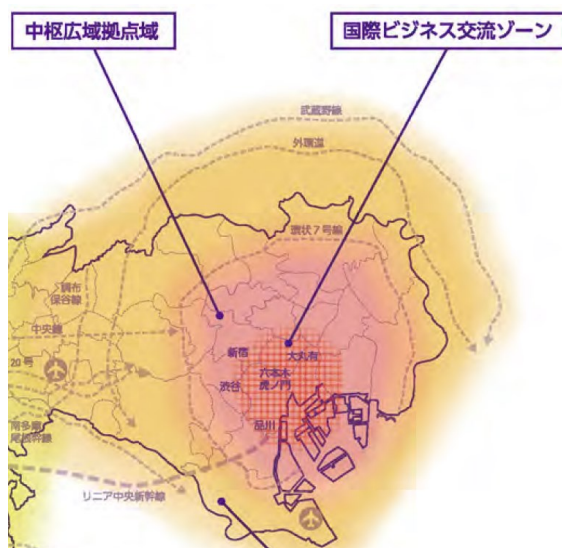 中枢広域拠点域
国際ビジネス交流ゾーン
武蔵野線
外環道
環状7号線
調布
保谷線
中央線
20号
新宿
大丸有
六本木
虎ノ門
渋谷
品川
南多摩
尾根幹線
リニア中央新幹線